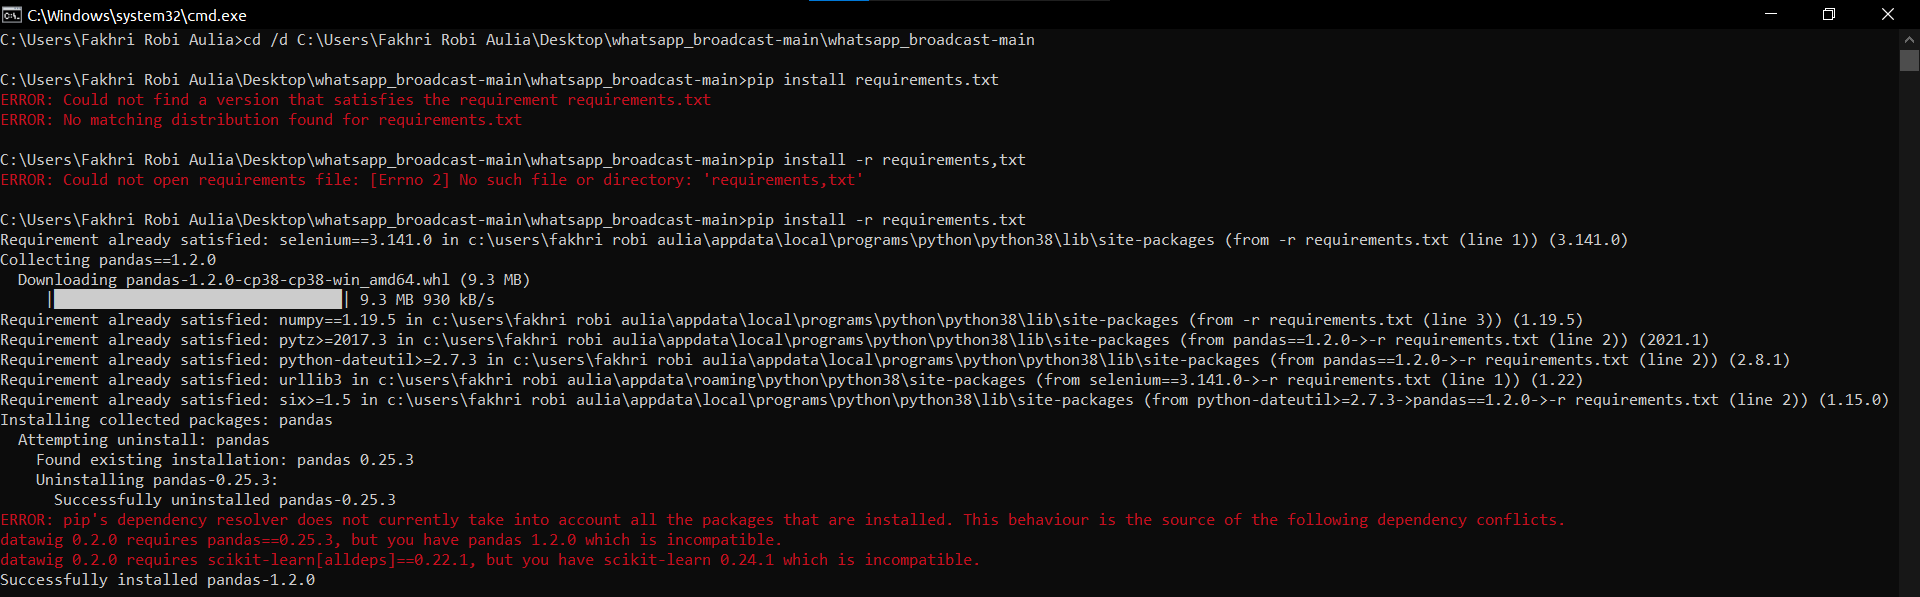 C:\Windows\system32\cmd.exe
C:\Users\Fakhri Robi Aulia>cd /d C:\Users\Fakhri Robi Aulia\Desktop\whatsapp_broadcast-main\whatsapp_broadcast-main
C:\Users\Fakhri Robi Aulia\Desktop\whatsapp_broadcast-main\whatsapp_broadcast-main>pip install requirements.txt
ERROR: Could not find a version that satisfies the requirement requirements.txt
ERROR: No matching distribution found for requirements.txt
C:\Users\Fakhri Robi Aulia\Desktop\whatsapp_broadcast-main\whatsapp_broadcast-main>pip install -r requirements,txt
ERROR: Could not open requirements file: [Errno 2] No such file or directory: 'requirements,txt'
C:\Users\Fakhri Robi Aulia\Desktop\whatsapp_broadcast-main\whatsapp_broadcast-main>pip install -r requirements.txt
Requirement already satisfied: selenium==3.141.0 in c:\users\fakhri robi aulia\appdata\local\programs\python\python38\lib\site-packages (from -r requirements.txt (line 1)) (3.141.0)
Collecting pandas==1.2.0
Downloading pandas-1.2.0-cp38-cp38-win_amd64.whl (9.3 MB)
| | 9.3 MB 930 kB/s
Requirement already satisfied: numpy==1.19.5 in c:\users\fakhri robi aulia\appdata\local\programs\python\python38\lib\site-packages (from -r requirements.txt (line 3)) (1.19.5)
Requirement already satisfied: pytz>=2017.3 in c:\users\fakhri robi aulia\appdata\local\programs\python\python38\lib\site-packages (from pandas==1.2.0->-r requirements.txt (line 2)) (2021.1)
Requirement already satisfied: python-dateutil>=2.7.3 in c:\users\fakhri robi aulia\appdata\local\programs\python\python38\lib\site-packages (from pandas==1.2.0->-r requirements.txt (line 2)) (2.8.1)
Requirement already satisfied: urllib3 in c:\users\fakhri robi aulia\appdata\roaming\python\python38\site-packages (from selenium==3.141.0->-r requirements.txt (line 1)) (1.22)
Requirement already satisfied: six>=1.5 in c:\users\fakhri robi aulia\appdata\local\programs\python\python38\lib\site-packages (from python-dateutil>=2.7.3->pandas==1.2.0->-r requirements.txt (line 2)) (1.15.0)
Installing collected packages: pandas
Attempting uninstall: pandas
Found existing installation: pandas 0.25.3
Uninstalling pandas-0.25.3:
Successfully uninstalled pandas-0.25.3
ERROR: pip's dependency resolver does not currently take into account all the packages that are installed. This behaviour is the source of the following dependency conflicts.
datawig 0.2.0 requires pandas==0.25.3, but you have pandas 1.2.0 which is incompatible.
datawig 0.2.0 requires scikit-learn[alldeps]==0.22.1, but you have scikit-learn 0.24.1 which is incompatible.
Successfully installed pandas-1.2.0